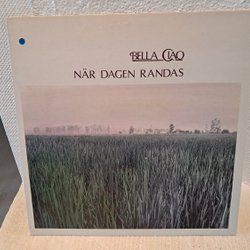 BELLA CIAO
NÄR DAGEN RANDAS